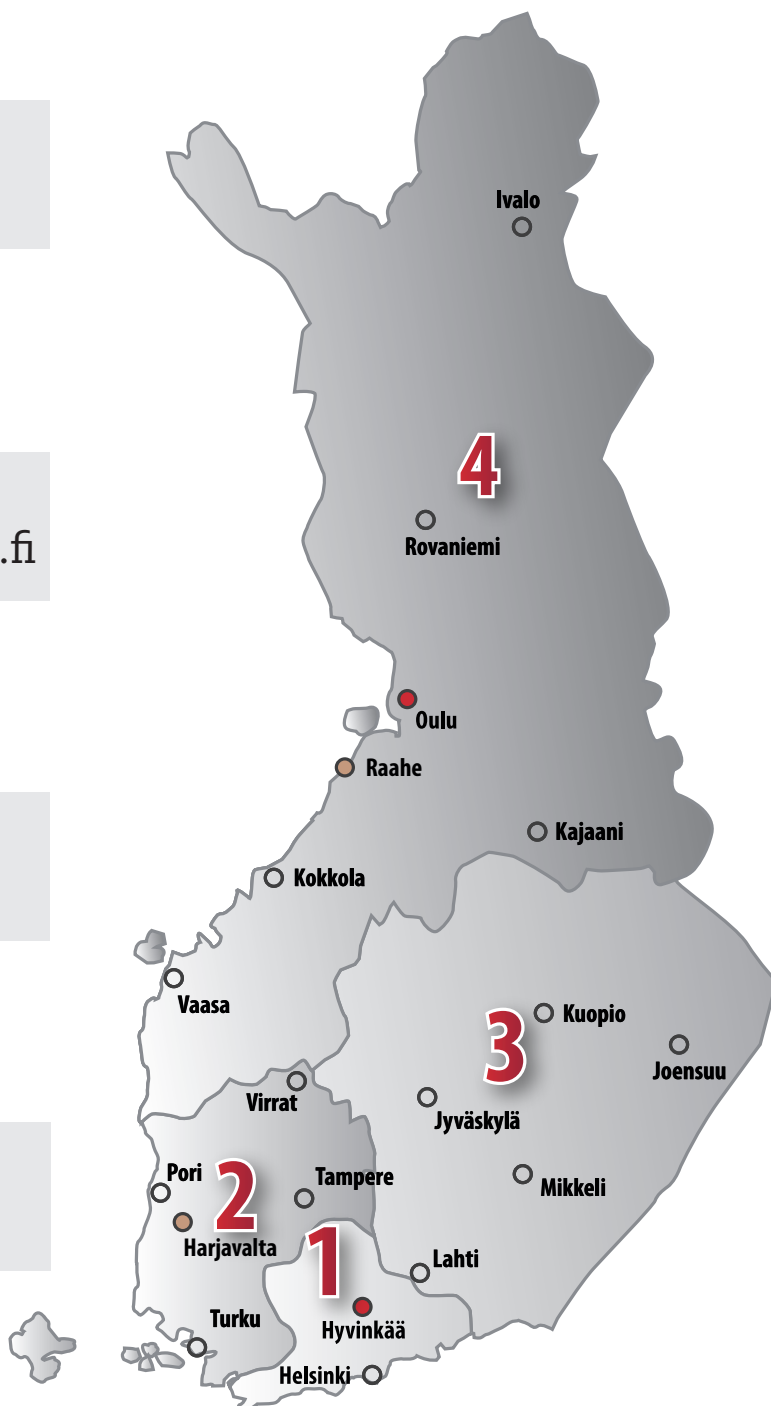 Ivalo
4
.fi
Rovaniemi
Oulu
Raahe
Kajaani
Kokkola
Vaasa
3
Kuopio
Joensuu
Virrat
Jyväskylä
Pori
2
Tampere
Mikkeli
Harjavalta
1
Lahti
Turku
Hyvinkää
Helsinki